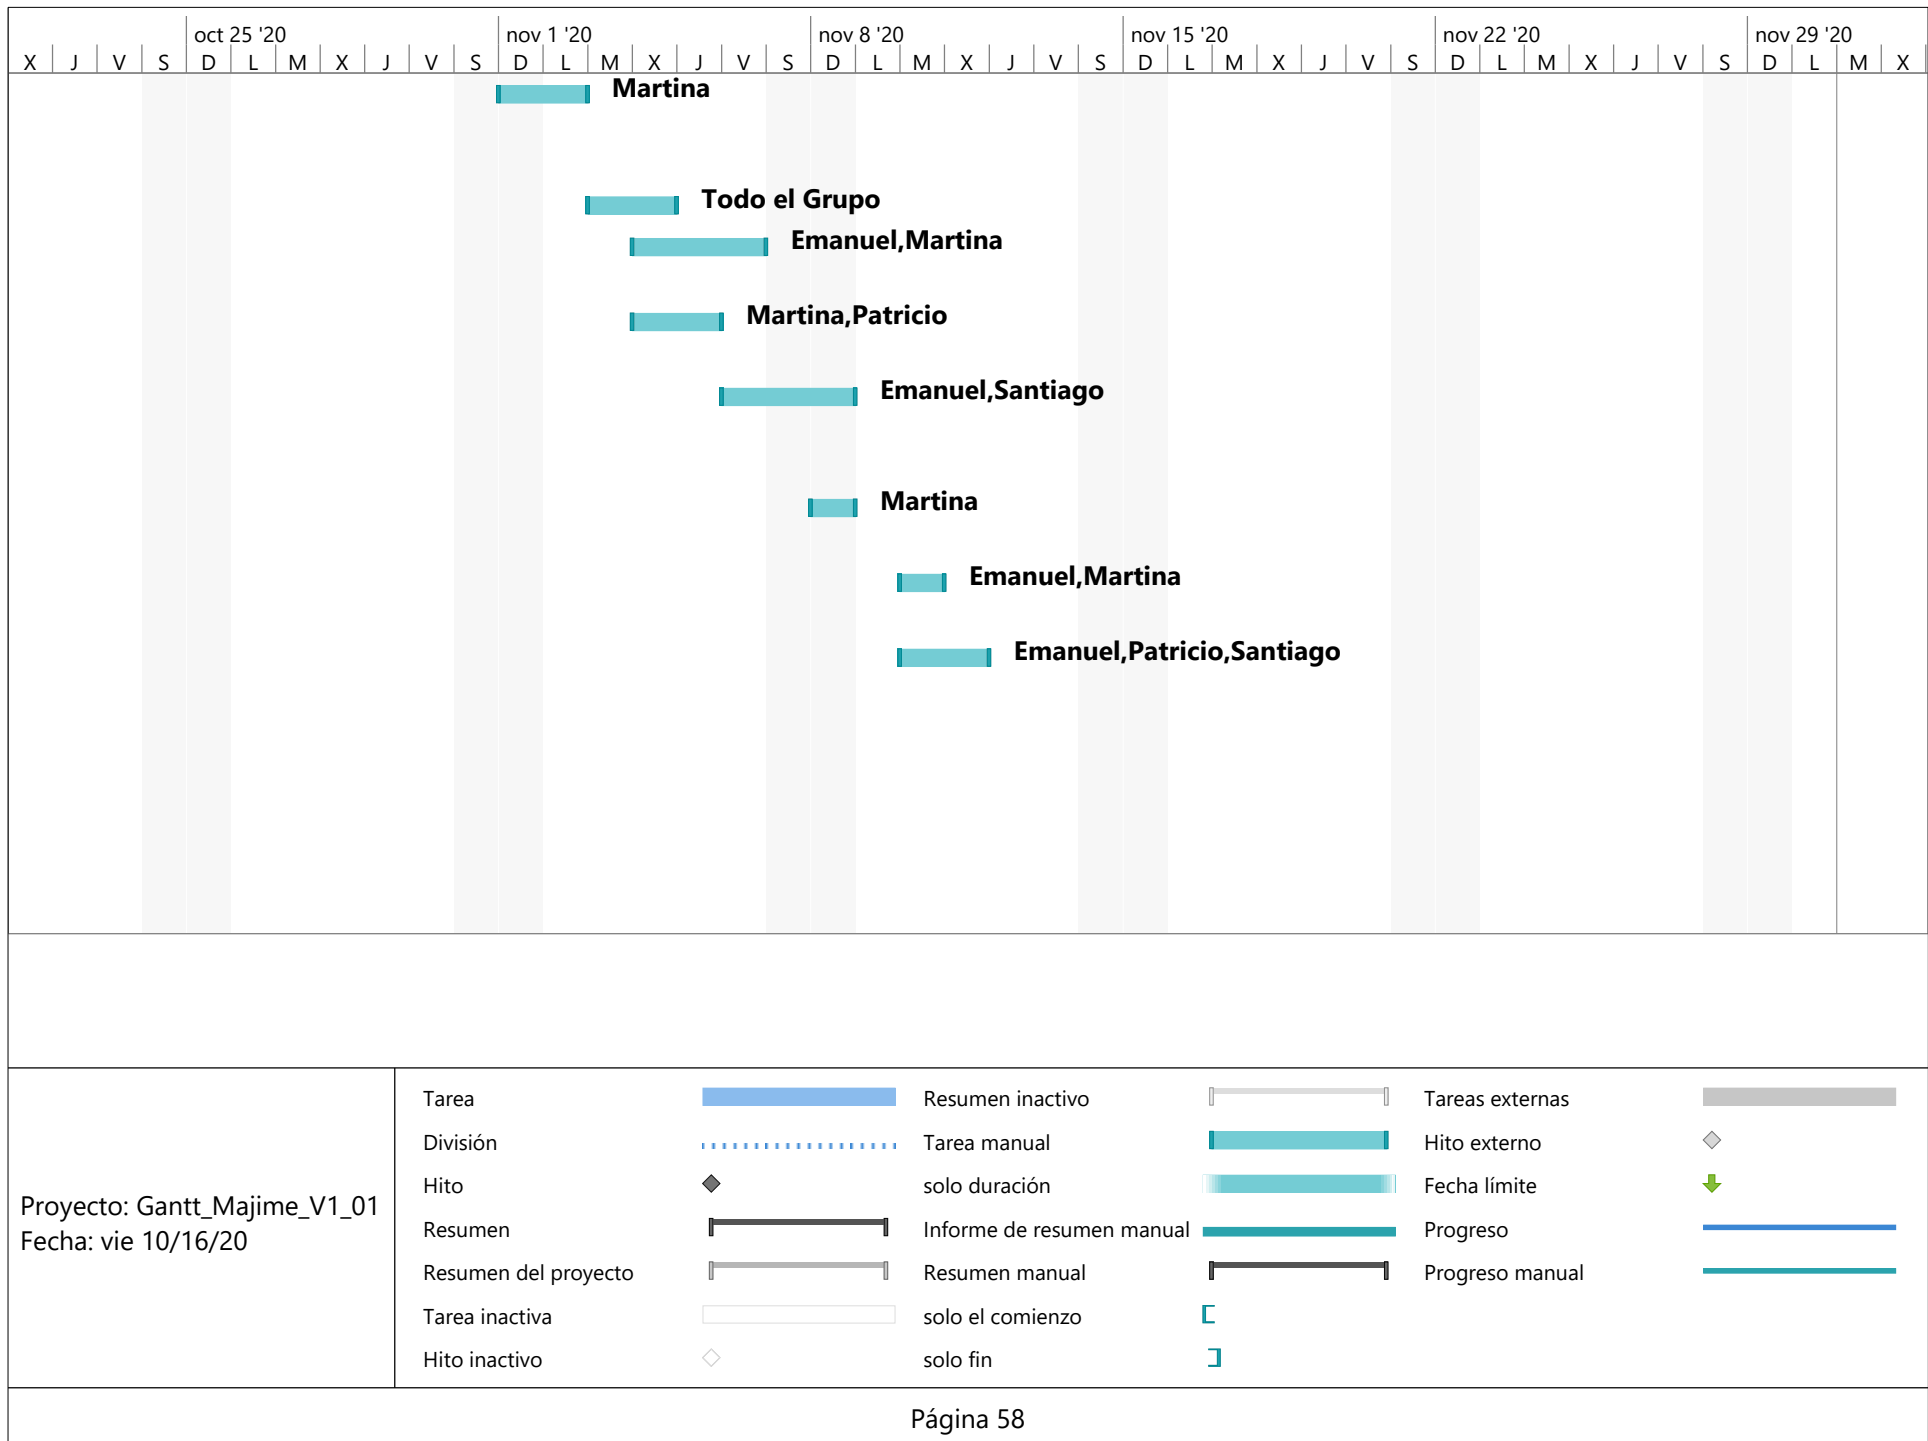 oct 25 '20 nov 1 '20 nov 8 '20 nov 15 '20 nov 22 '20 nov 29 '20
X J V S D L M X J V S D L M X J V S D L M X J V S D L M X J V S D L M X J V S D L M X
Martina
Todo el Grupo
Emanuel,Martina
Martina,Patricio
Emanuel,Santiago
Martina
Emanuel,Martina
Emanuel,Patricio,Santiago
Proyecto: Gantt_Majime_V1_01
Fecha: vie 10/16/20
Tarea
División
Hito
Resumen
Resumen del proyecto
Tarea inactiva
Hito inactivo
Resumen inactivo
Tarea manual
solo duración
Informe de resumen manual
Resumen manual
solo el comienzo
solo fin
Tareas externas
Hito externo
Fecha límite
Progreso
Progreso manual
Página 58